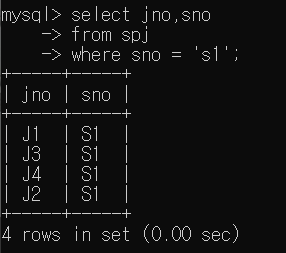 mysql> select jno,sno
    -> from spj
    -> where sno = 's1';
+------+------+
| jno  | sno  |
+------+------+
| J1   | S1   |
| J3   | S1   |
| J4   | S1   |
| J2   | S1   |
+------+------+
4 rows in set (0.00 sec)